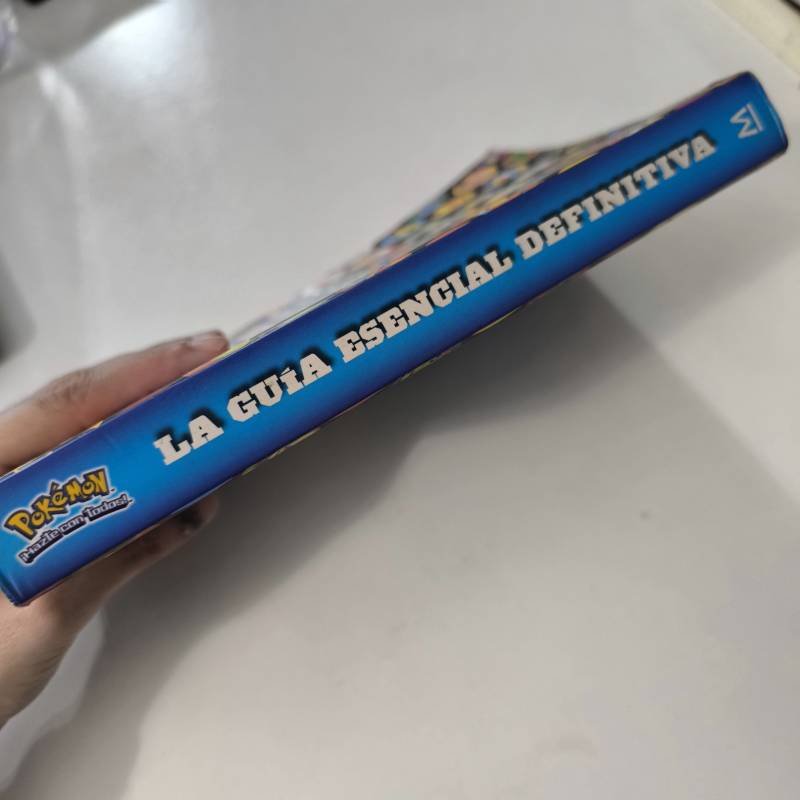 POKéMON
¡Hazte con Todos!
LA GUíA ESENCIAL DEFINITIVA
M